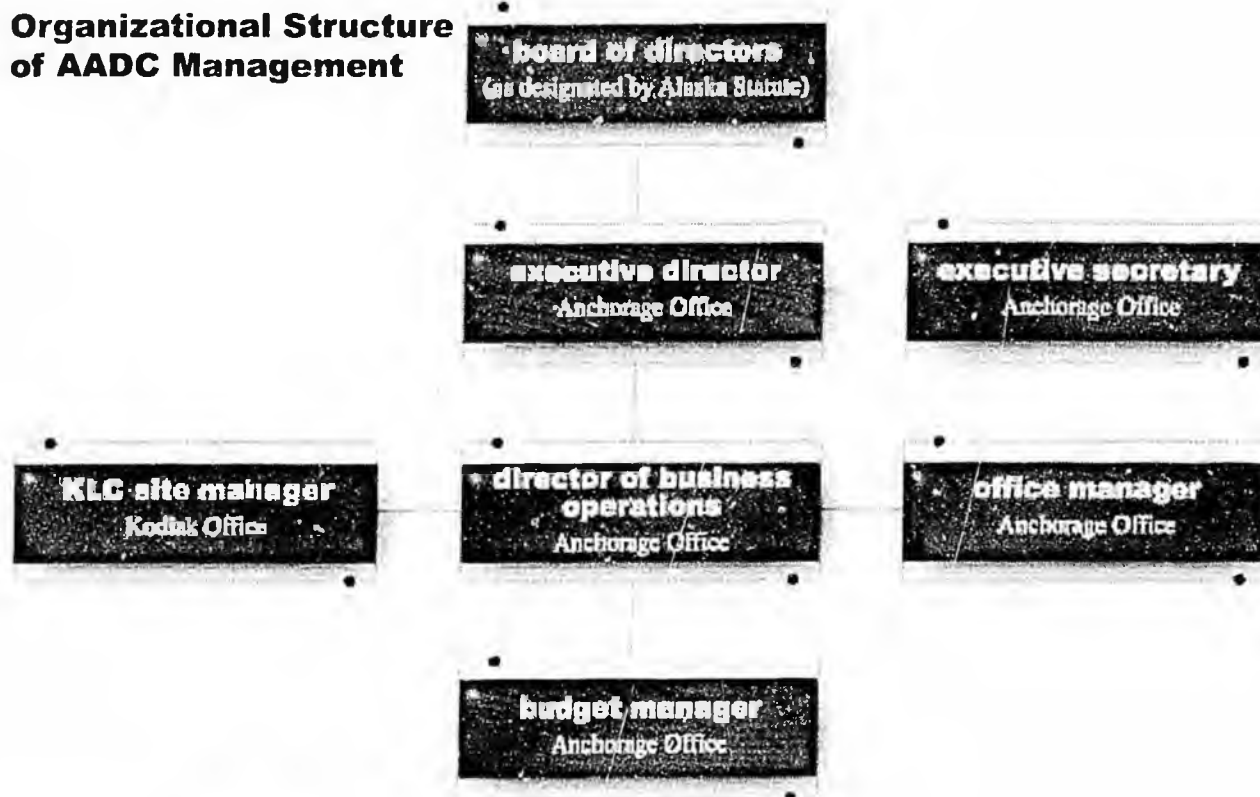 Organizational Structure
of AADC Management
board of directors
(as designated by Alaska Statute)
executive director
Anchorage Office
executive secretary
Anchorage Office
KLC site manager
Kodiak Office
director of business
operations
Anchorage Office
office manager
Anchorage Office
budget manager
Anchorage Office